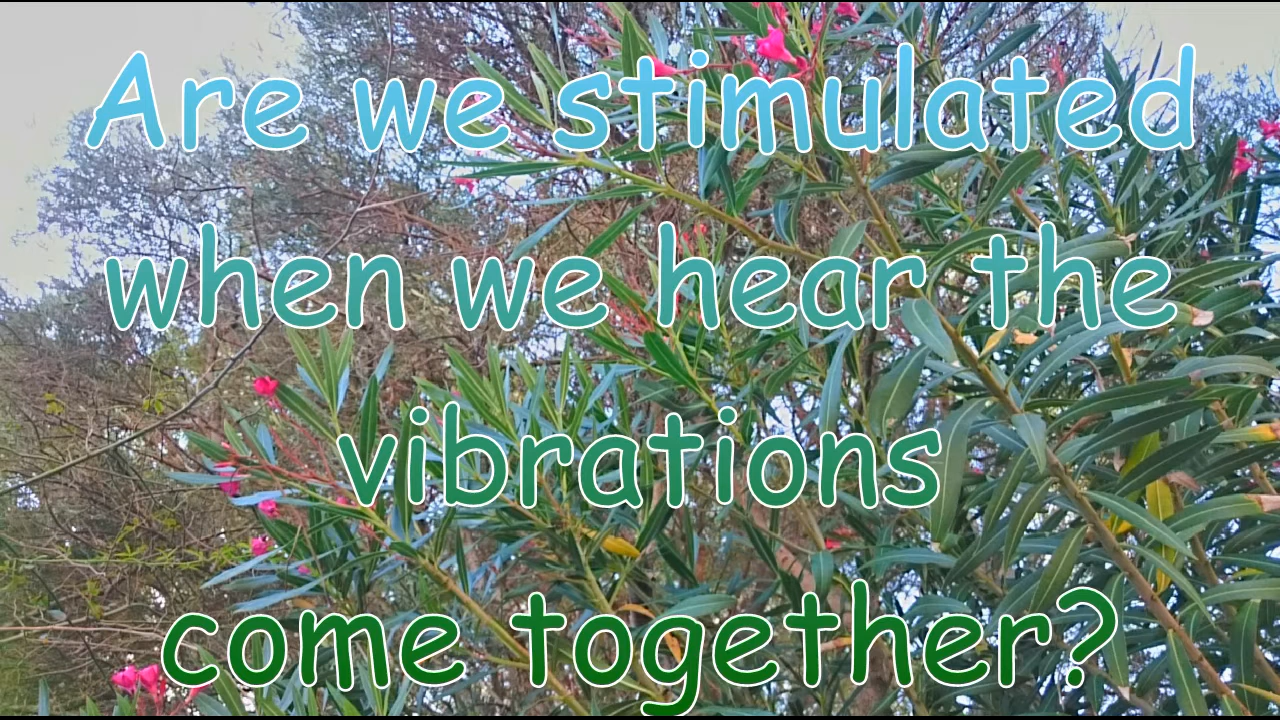 Are we stimulated
when we hear the
vibrations
come together?